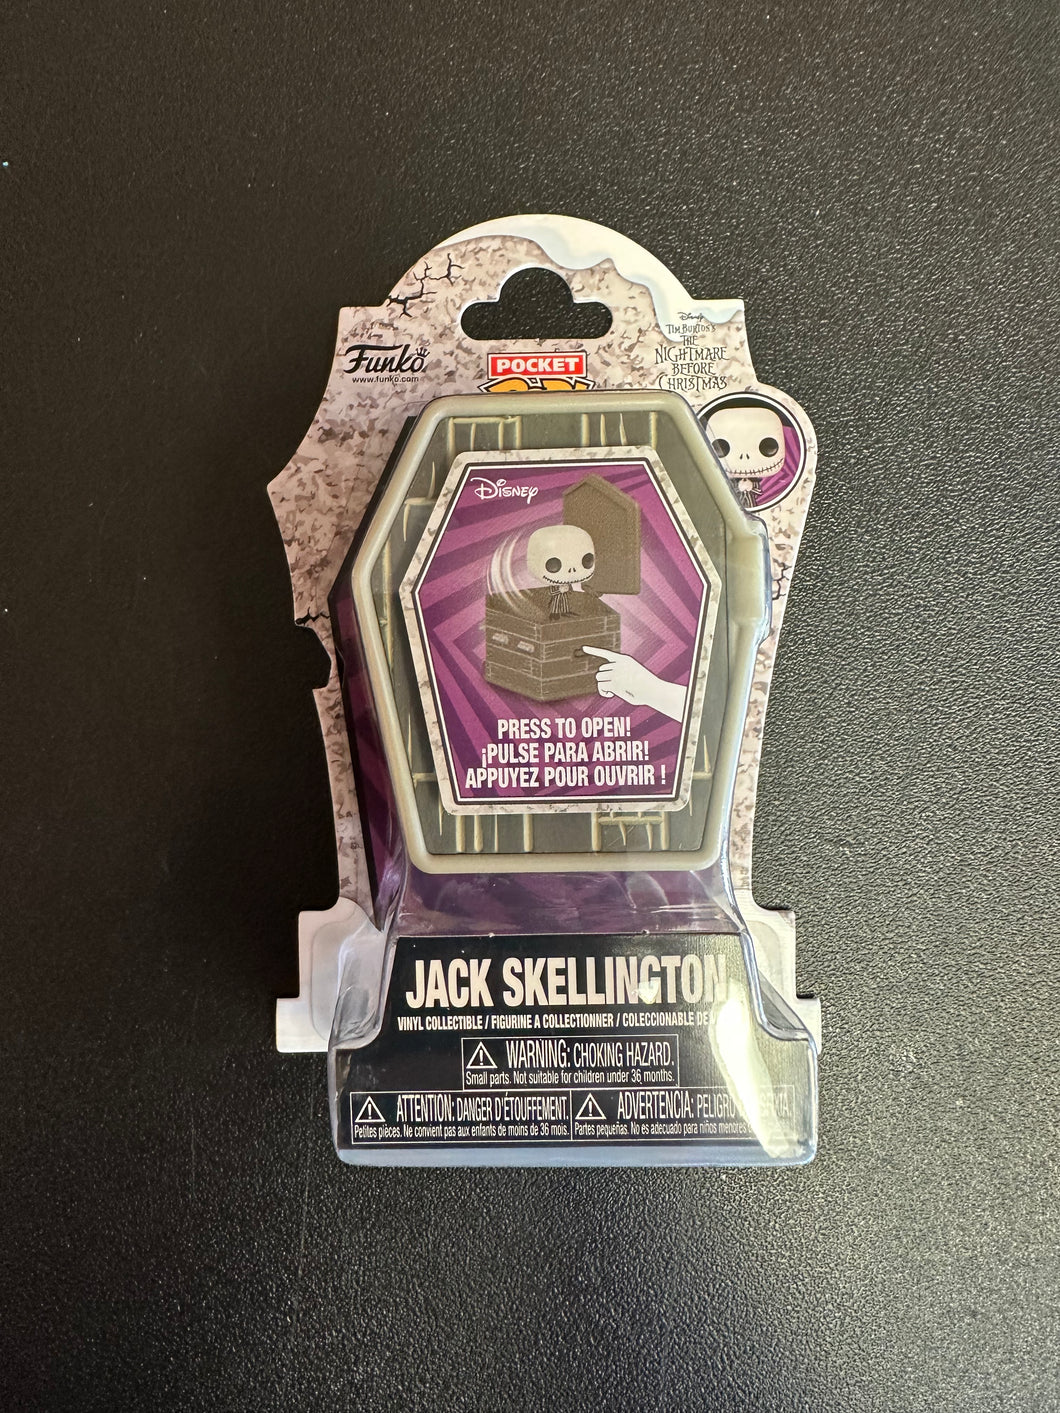 Funko
www.funko.com
POCKET
Disney
TIM BURTON'S
THE
NIGHTMARE
BEFORE
CHRISTMAS
Disney
PRESS TO OPEN!
¡PULSE PARA ABRIR!
APPUYEZ POUR OUVRIR !
JACK SKELLINGTON
VINYL COLLECTIBLE / FIGURINE A COLLECTIONNER / COLECCIONABLE DE
WARNING: CHOKING HAZARD.
Small parts. Not suitable for children under 36 months.
ATTENTION: DANGER D'ÉTOUFFEMENT.
Petites pièces. Ne convient pas aux enfants de moins de 36 mois.
ADVERTENCIA: PELIGRO
Partes pequeñas. No es adecuado para niños menores